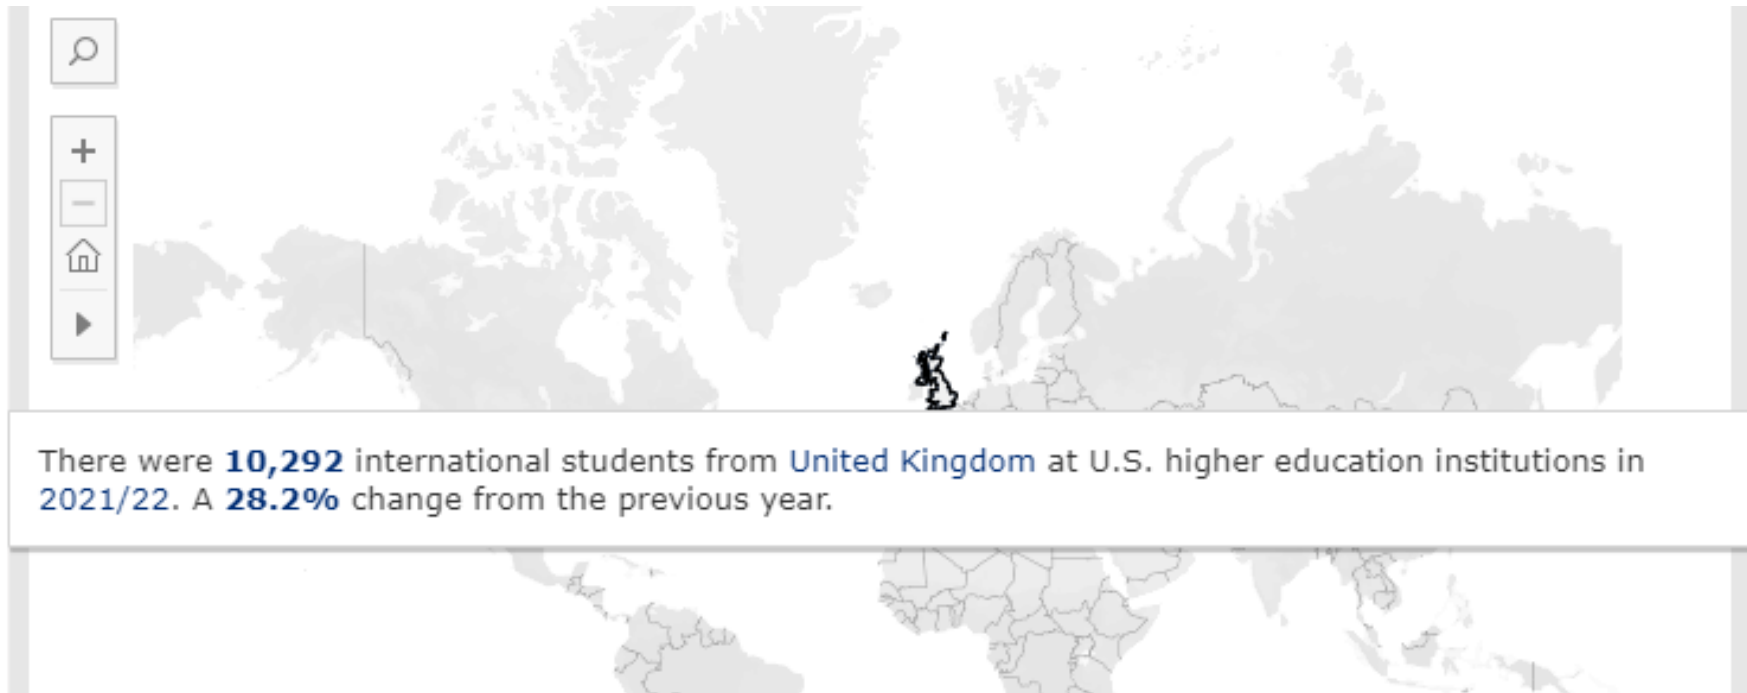 There were 10,292 international students from United Kingdom at U.S. higher education institutions in
2021/22. A 28.2% change from the previous year.